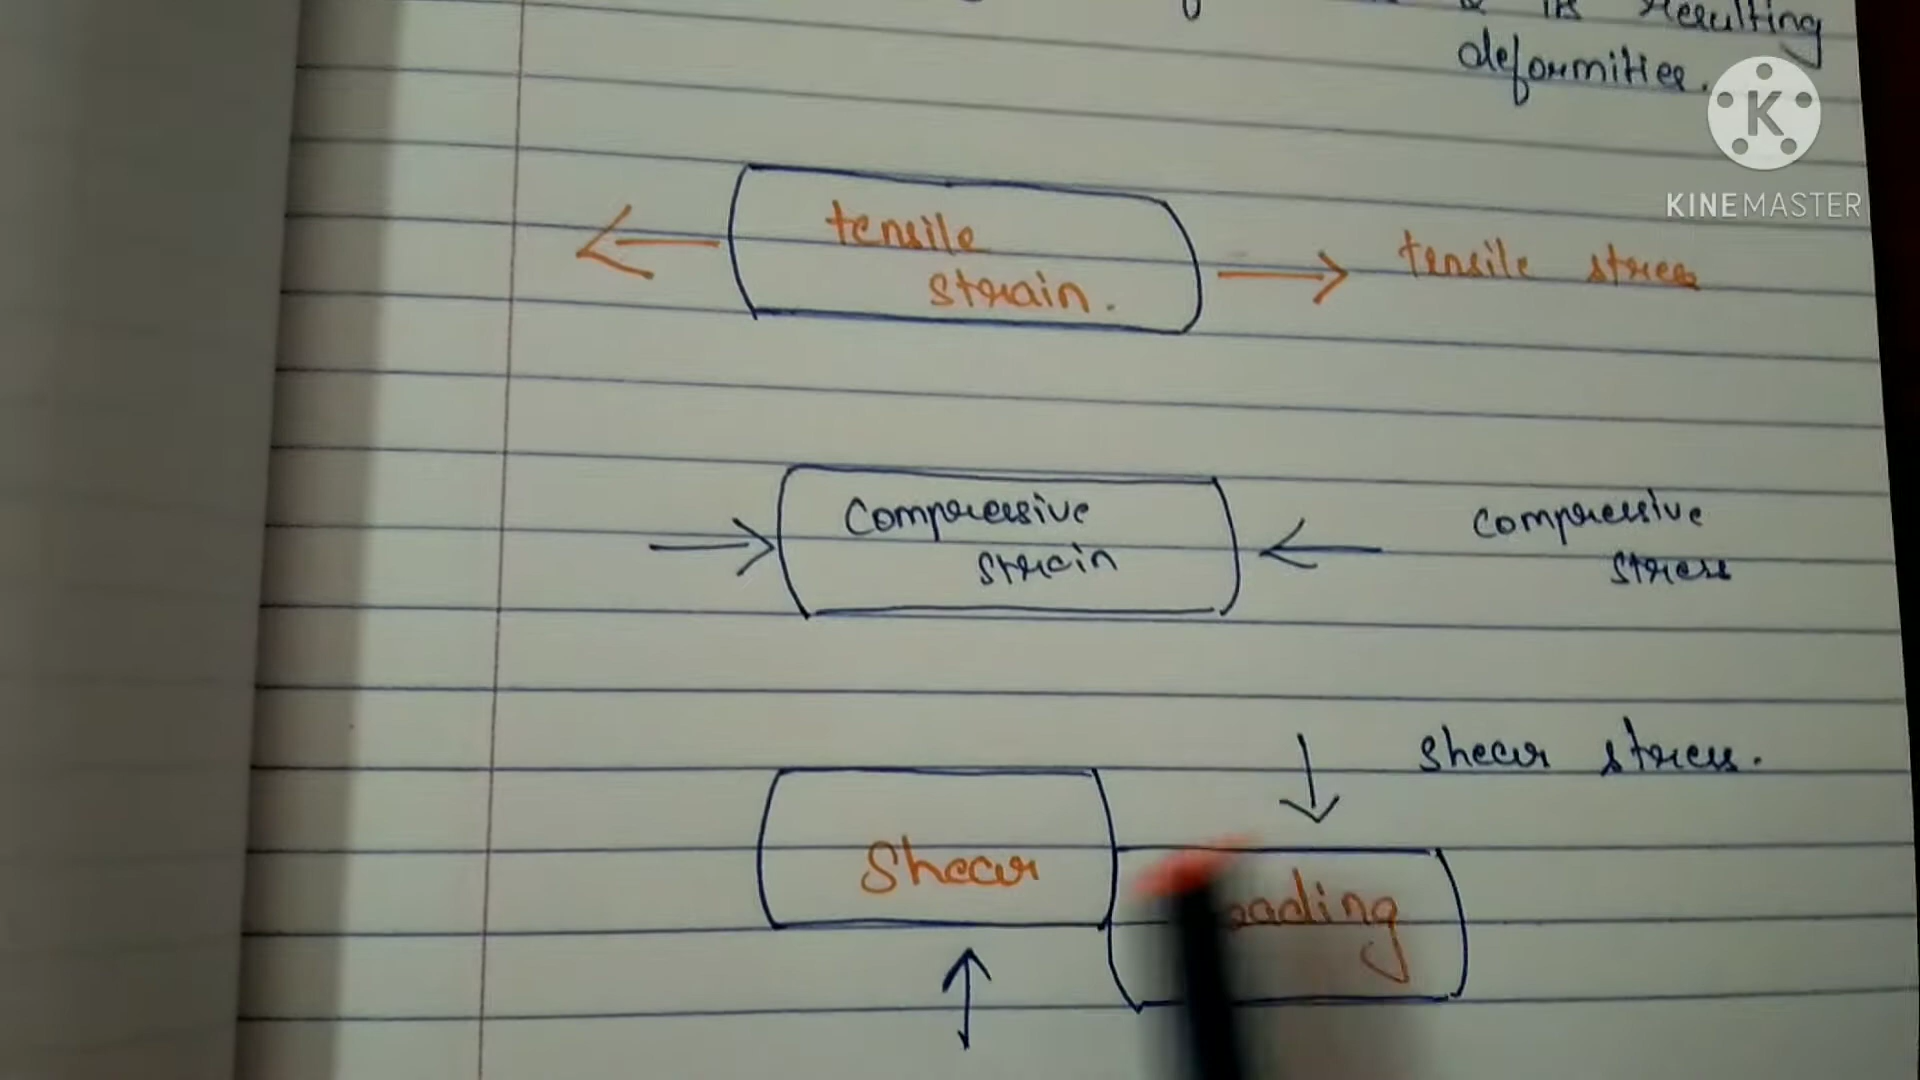 & its resulting
deformities.
KINEMASTER
tensile
strain.
tensile stress
Compressive
strain
Compressive
stress
Shear stress.
Shear